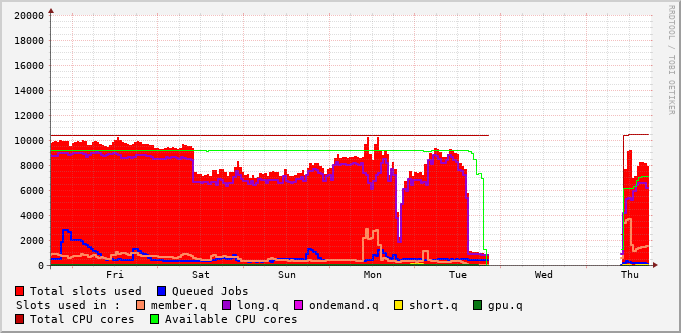 20000
18000
16000
14000
12000
10000
8000
6000
4000
2000
0
Fri Sat Sun Mon Tue Wed Thu
RRDTOOL / TOBI OETIKER
Total slots used Queued Jobs
Slots used in : member.q long.q ondemand.q short.q gpu.q
Total CPU cores Available CPU cores